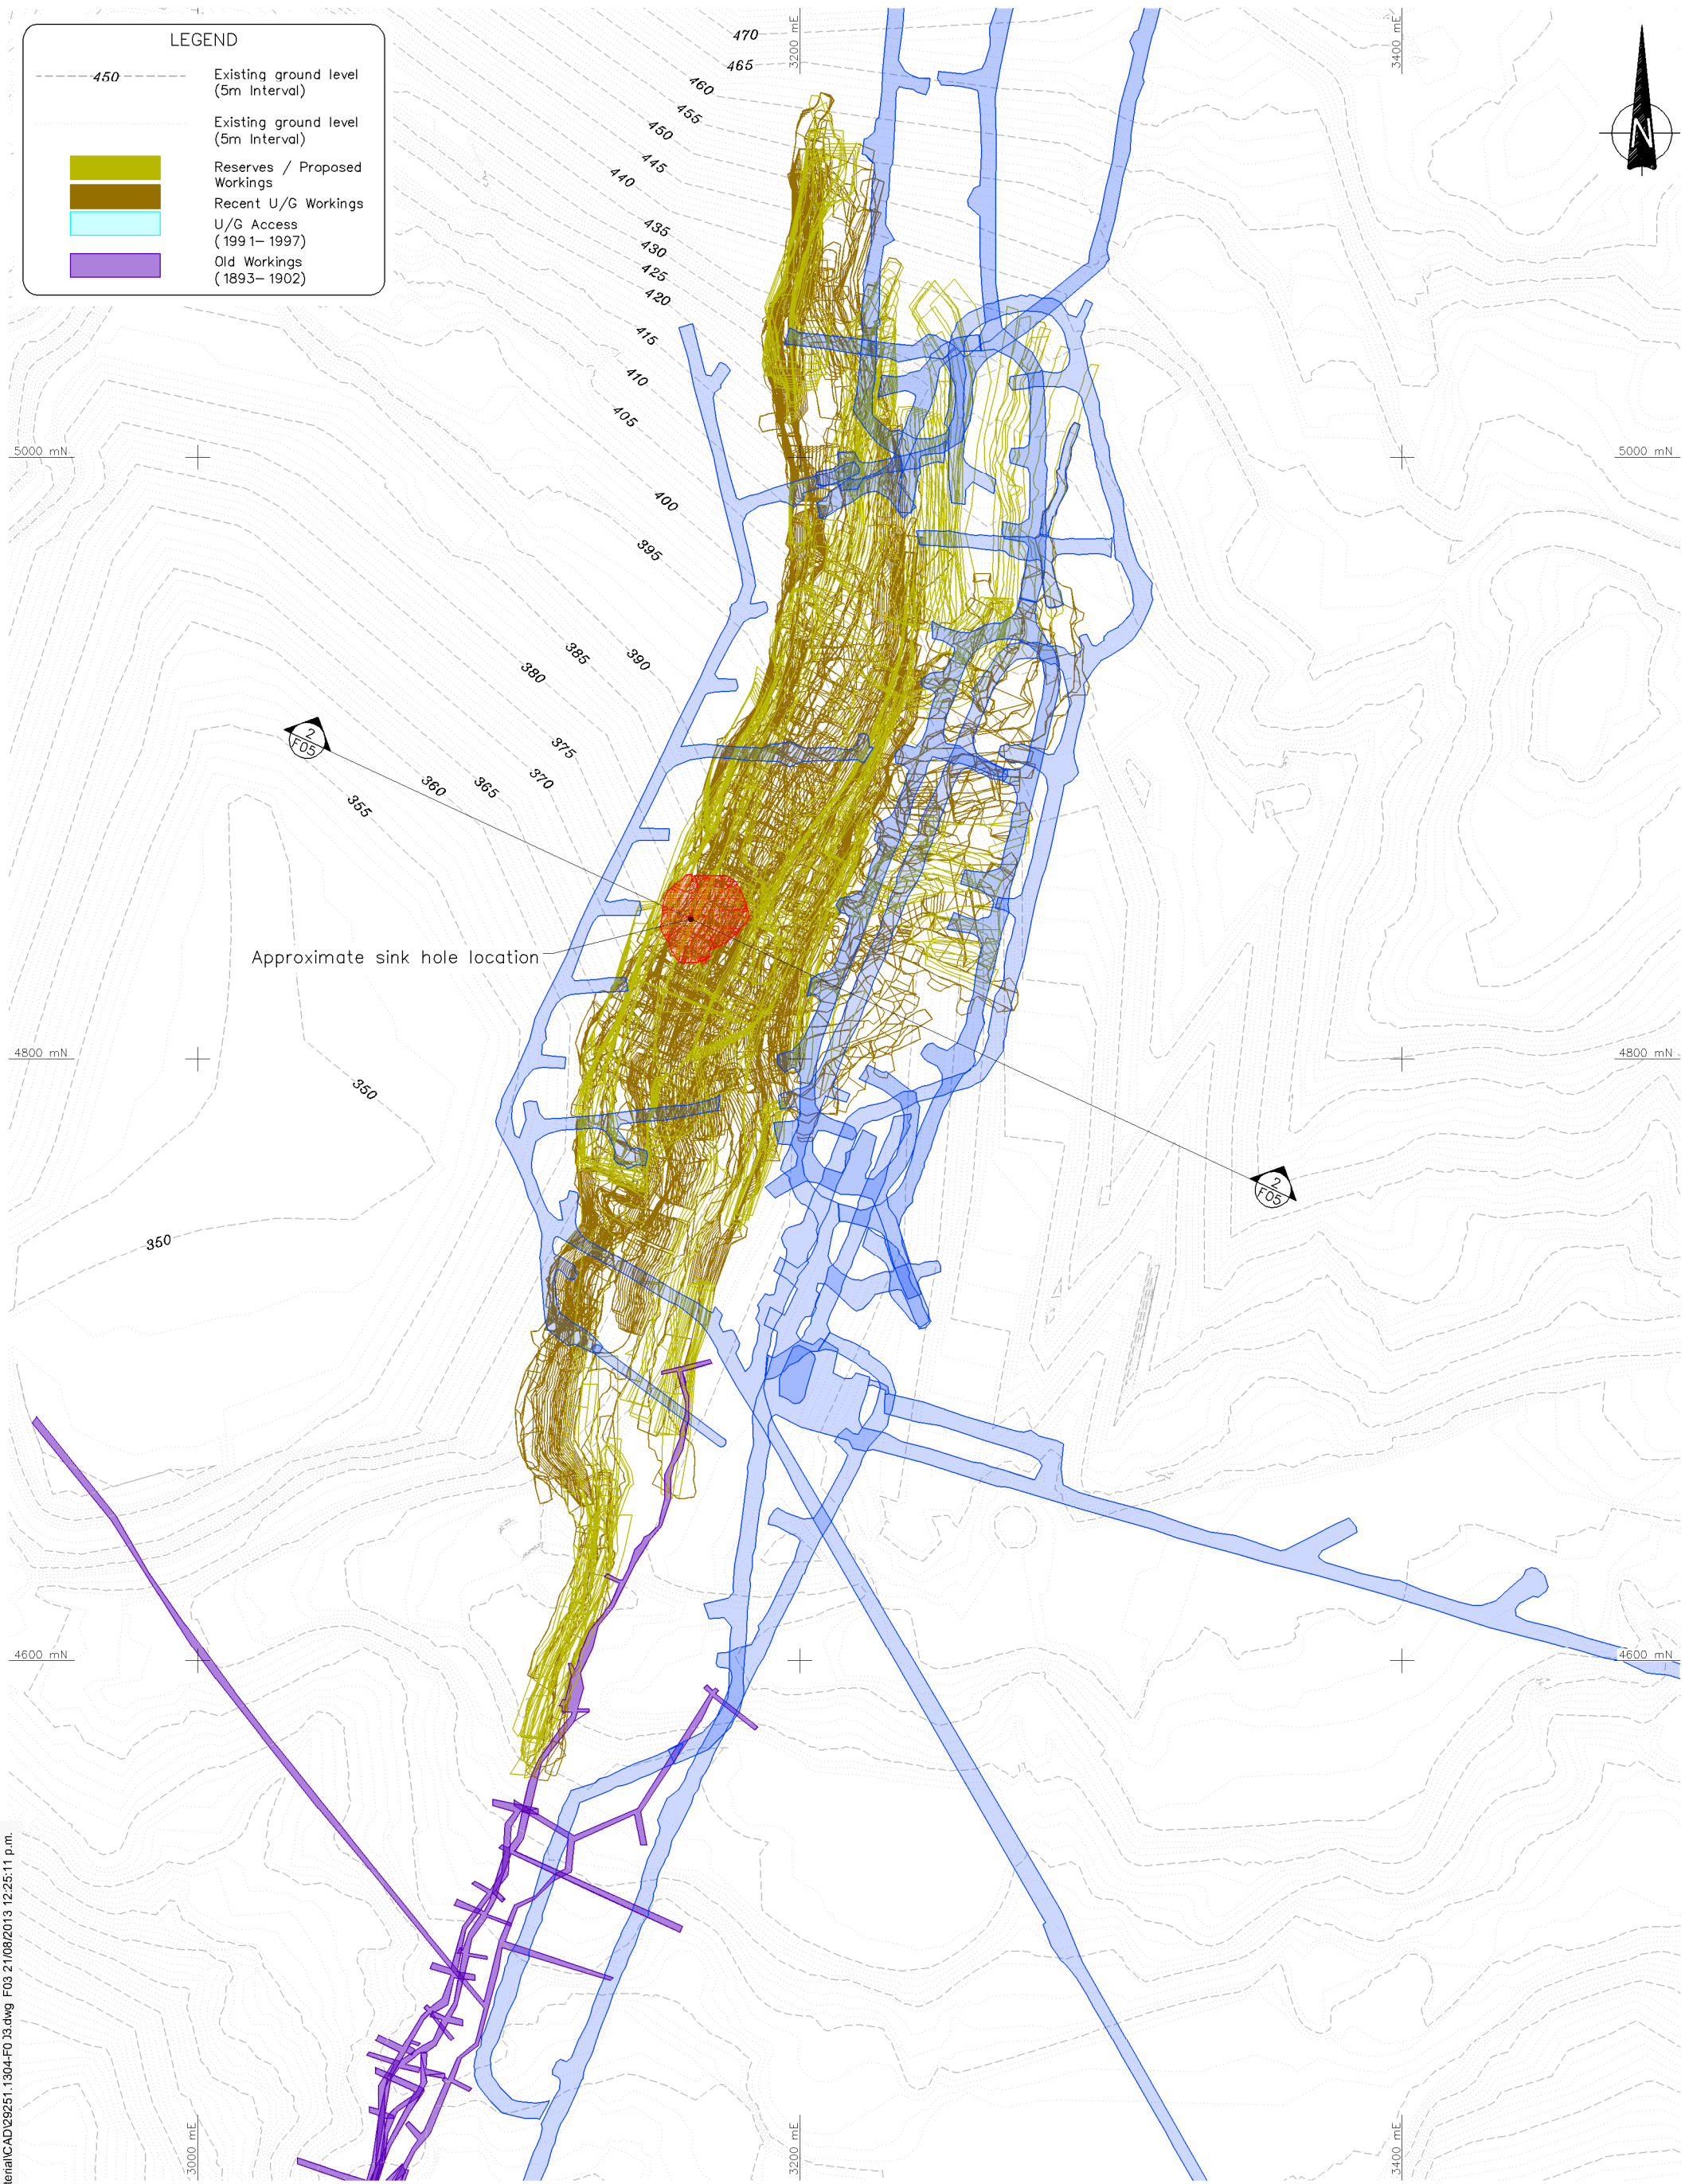 LEGEND
450
Existing ground level
(5m Interval)
Existing ground level
(5m Interval)
Reserves / Proposed
Workings
Recent U/G Workings
U/G Access
(1991-1997)
Old Workings
(1893-1902)
3200 mE
3400 mE
N
470
465
460
455
450
445
440
435
430
425
420
415
410
405
400
395
390
385
380
375
370
365
360
355
350
350
5000 mN
5000 mN
2
F05
Approximate sink hole location
4800 mN
4800 mN
2
F05
4600 mN
4600 mN
3000 mE
3200 mE
3400 mE
terial\CAD\29251.1304-F0 03.dwg F03 21/08/2013 12:25:11 p.m.